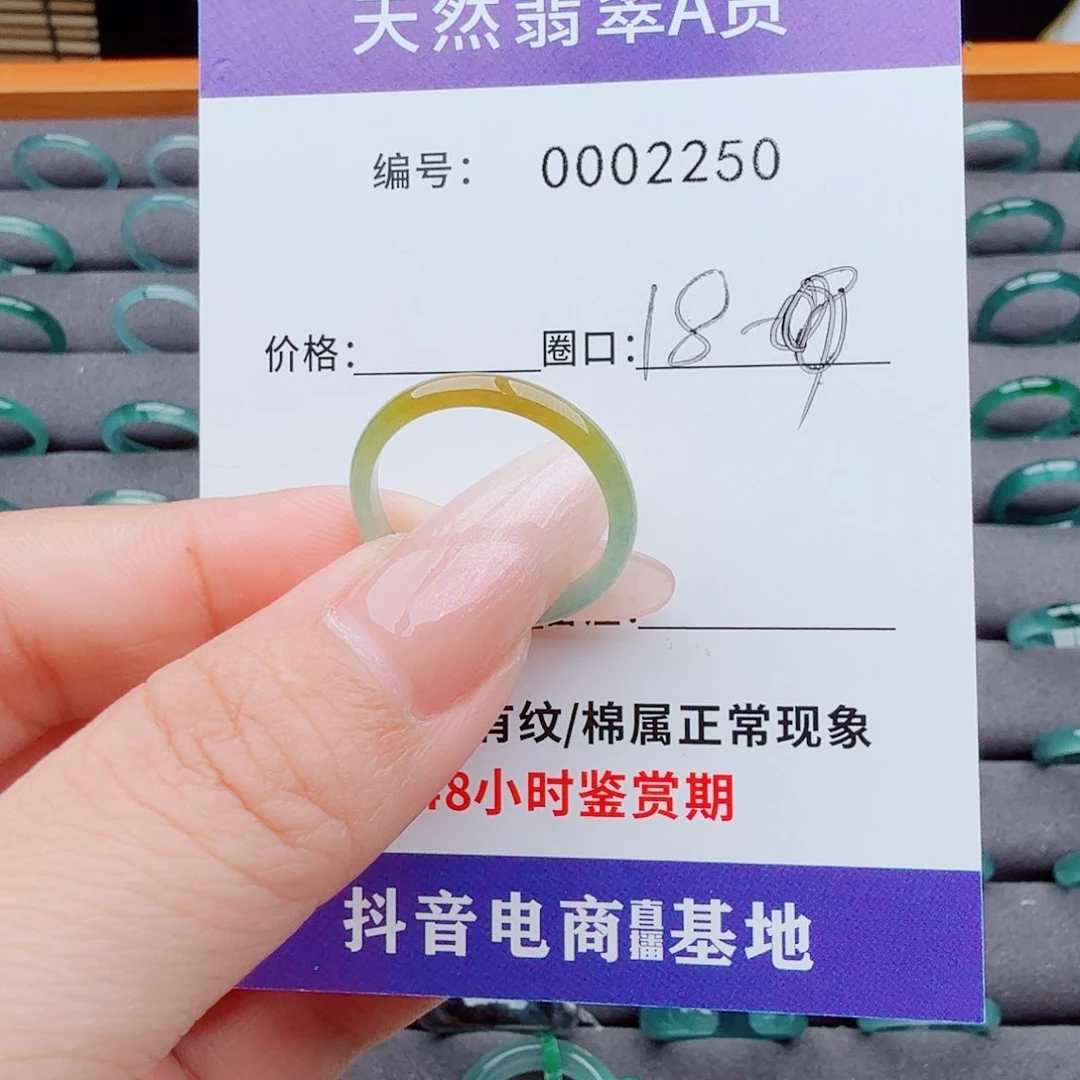 天然翡翠A货
编号: 0002250
价格: 圈口: 18
有纹/棉属正常现象
48小时鉴赏期
抖音电商直播基地